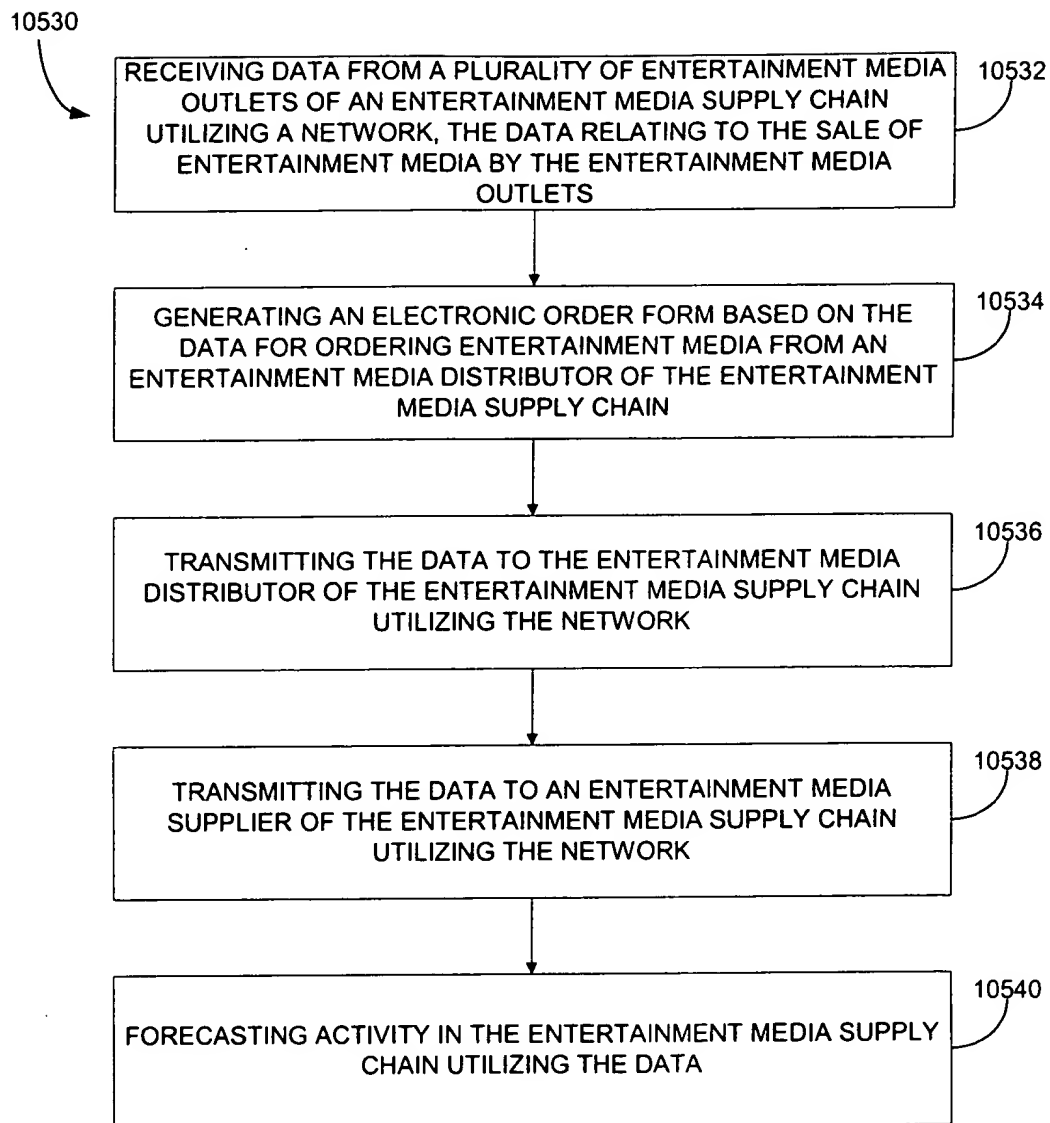 10530
RECEIVING DATA FROM A PLURALITY OF ENTERTAINMENT MEDIA
OUTLETS OF AN ENTERTAINMENT MEDIA SUPPLY CHAIN
UTILIZING A NETWORK, THE DATA RELATING TO THE SALE OF
ENTERTAINMENT MEDIA BY THE ENTERTAINMENT MEDIA
OUTLETS
10532
GENERATING AN ELECTRONIC ORDER FORM BASED ON THE
DATA FOR ORDERING ENTERTAINMENT MEDIA FROM AN
ENTERTAINMENT MEDIA DISTRIBUTOR OF THE ENTERTAINMENT
MEDIA SUPPLY CHAIN
10534
TRANSMITTING THE DATA TO THE ENTERTAINMENT MEDIA
DISTRIBUTOR OF THE ENTERTAINMENT MEDIA SUPPLY CHAIN
UTILIZING THE NETWORK
10536
TRANSMITTING THE DATA TO AN ENTERTAINMENT MEDIA
SUPPLIER OF THE ENTERTAINMENT MEDIA SUPPLY CHAIN
UTILIZING THE NETWORK
10538
FORECASTING ACTIVITY IN THE ENTERTAINMENT MEDIA SUPPLY
CHAIN UTILIZING THE DATA
10540